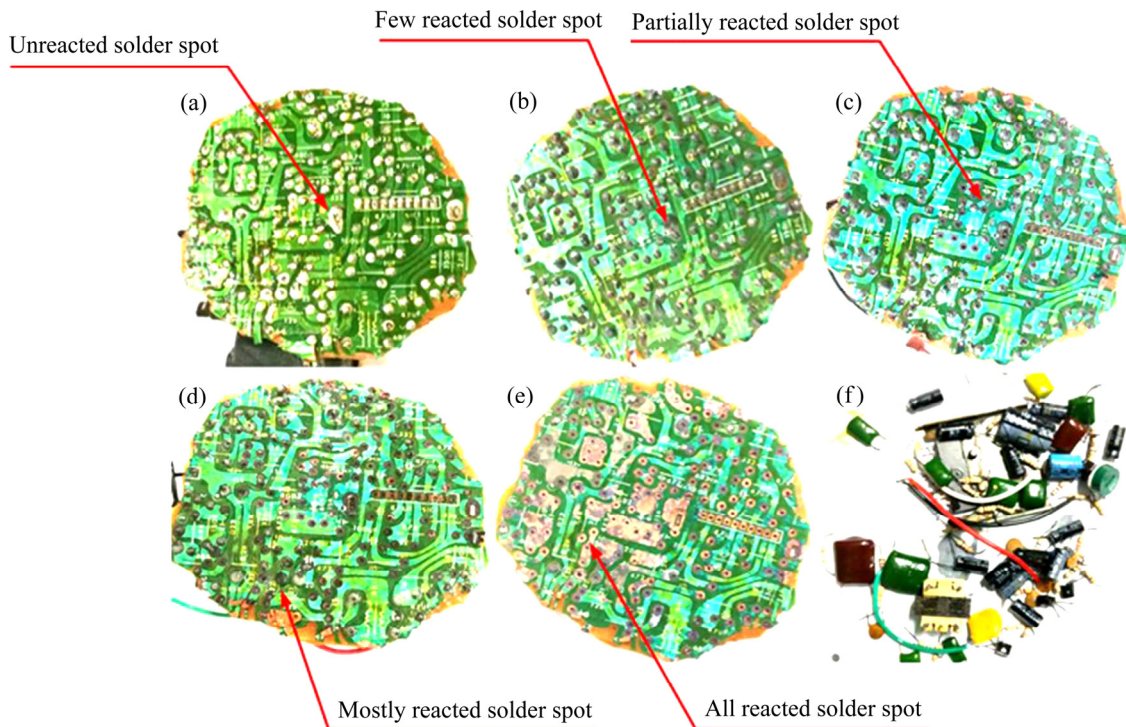 Unreacted solder spot
Few reacted solder spot
Partially reacted solder spot
(a)
(b)
(c)
(d)
(e)
(f)
Mostly reacted solder spot
All reacted solder spot